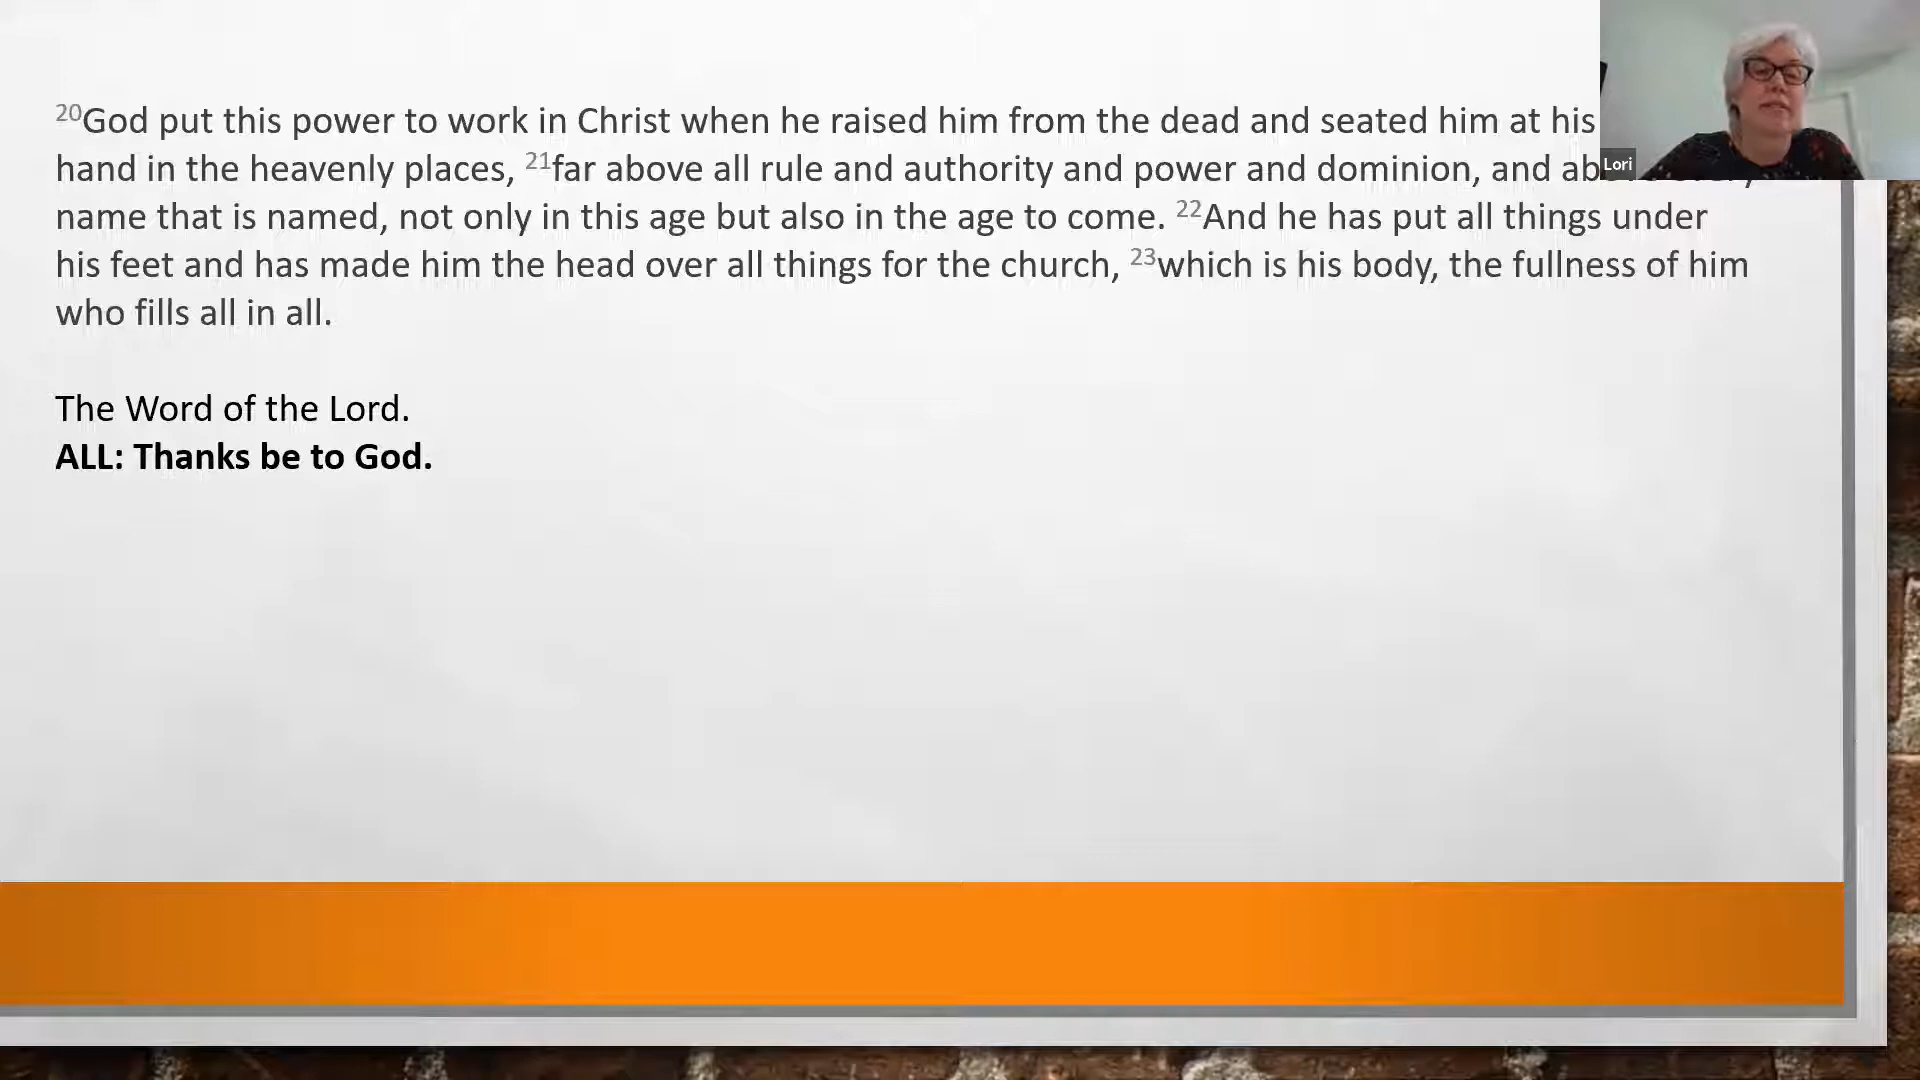 20God put this power to work in Christ when he raised him from the dead and seated him at his
hand in the heavenly places, 21far above all rule and authority and power and dominion, and
name that is named, not only in this age but also in the age to come. 22And he has put all things under
his feet and has made him the head over all things for the church, 23which is his body, the fullness of him
who fills all in all.
The Word of the Lord.
ALL: Thanks be to God.
Lori